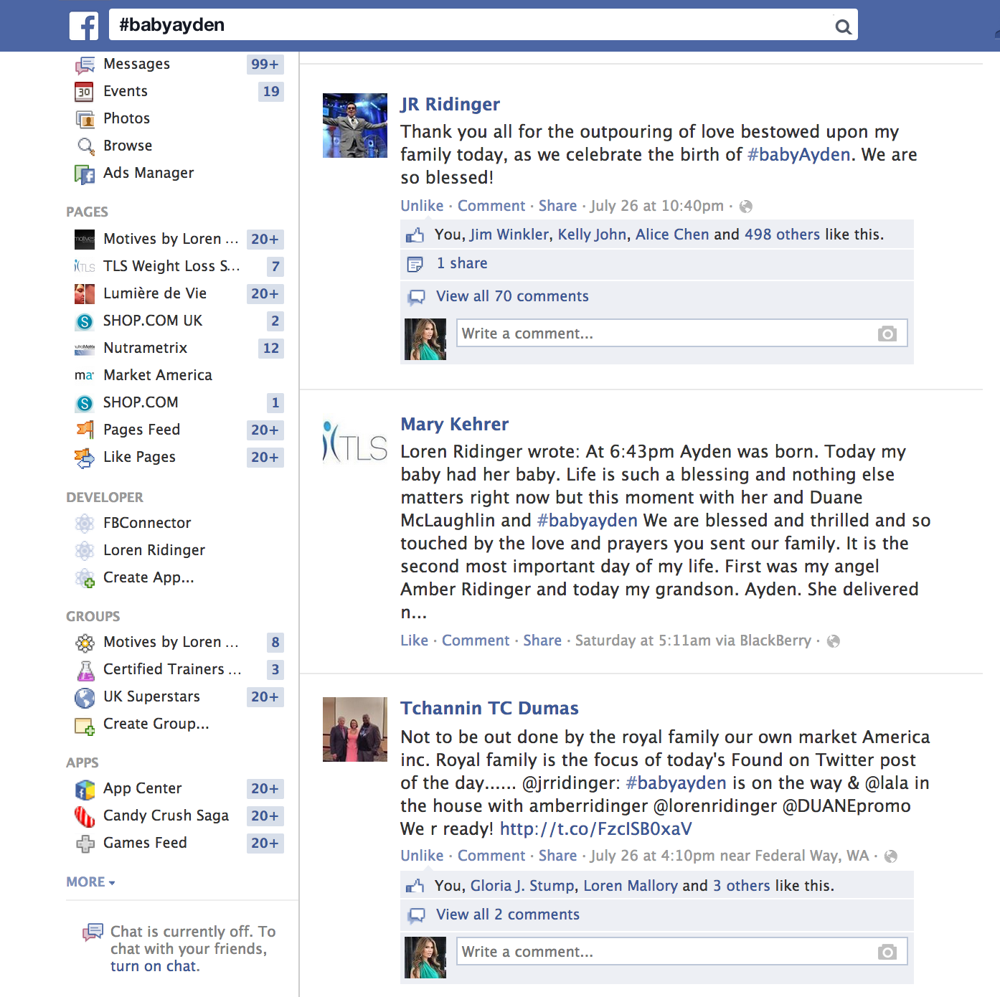 #babyayden
Messages 99+
Events 19
Photos
Browse
Ads Manager
PAGES
Motives by Loren ... 20+
TLS Weight Loss S... 7
Lumière de Vie 20+
SHOP.COM UK 2
Nutrametrix 12
Market America
SHOP.COM 1
Pages Feed 20+
Like Pages 20+
DEVELOPER
FBConnector
Loren Ridinger
Create App...
GROUPS
Motives by Loren ... 8
Certified Trainers ... 3
UK Superstars 20+
Create Group...
APPS
App Center 20+
Candy Crush Saga 20+
Games Feed 20+
MORE
Chat is currently off. To
chat with your friends,
turn on chat.
JR Ridinger
Thank you all for the outpouring of love bestowed upon my
family today, as we celebrate the birth of #babyAyden. We are
so blessed!
Unlike · Comment · Share · July 26 at 10:40pm ·
You, Jim Winkler, Kelly John, Alice Chen and 498 others like this.
1 share
View all 70 comments
Write a comment...
TLS
Mary Kehrer
Loren Ridinger wrote: At 6:43pm Ayden was born. Today my
baby had her baby. Life is such a blessing and nothing else
matters right now but this moment with her and Duane
McLaughlin and #babyayden We are blessed and thrilled and so
touched by the love and prayers you sent our family. It is the
second most important day of my life. First was my angel
Amber Ridinger and today my grandson. Ayden. She delivered
n...
Like · Comment · Share · Saturday at 5:11am via BlackBerry ·
Tchannin TC Dumas
Not to be out done by the royal family our own market America
inc. Royal family is the focus of today's Found on Twitter post
of the day...... @jrridinger: #babyayden is on the way & @lala in
the house with amberridinger @lorenridinger @DUANEpromo
We r ready! http://t.co/FzcISB0xaV
Unlike · Comment · Share · July 26 at 4:10pm near Federal Way, WA ·
You, Gloria J. Stump, Loren Mallory and 3 others like this.
View all 2 comments
Write a comment...